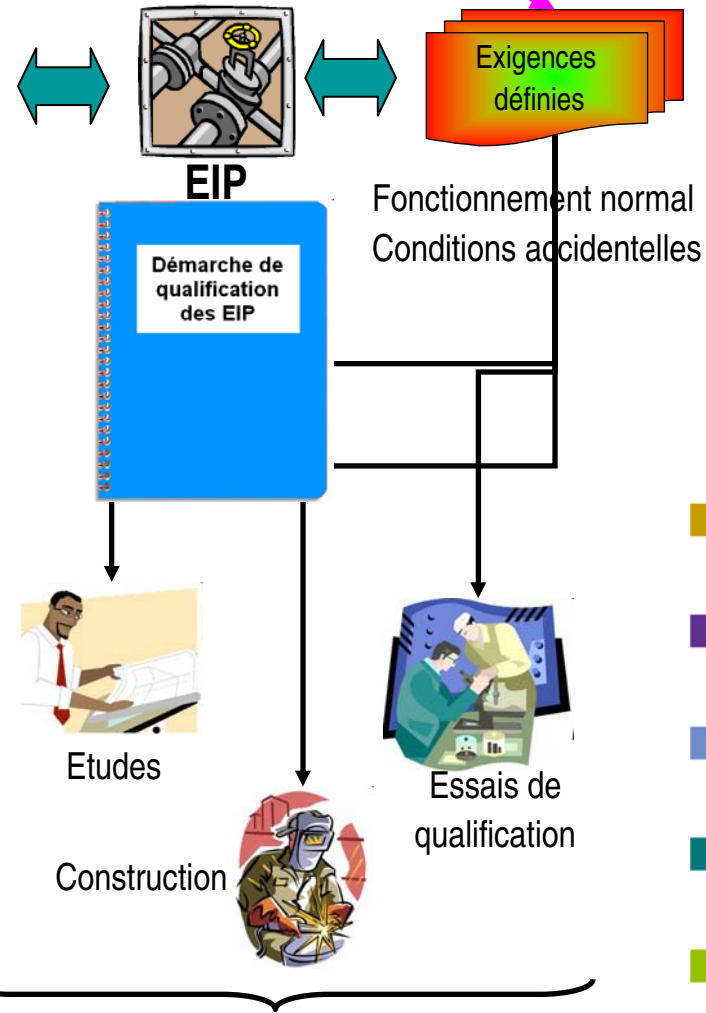 Exigences
définies
EIP
Fonctionnement normal
Conditions accidentelles
Démarche de
qualification
des EIP
Etudes
Essais de
qualification
Construction